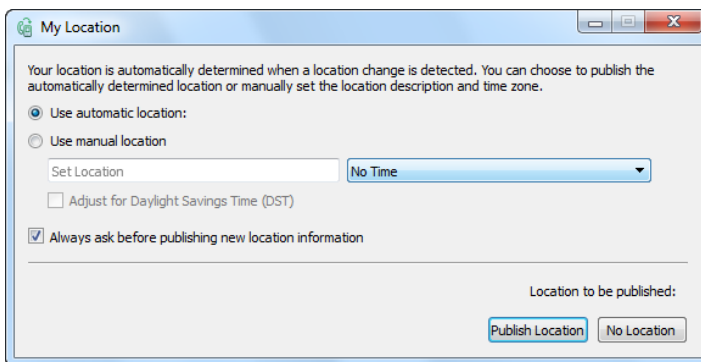 My Location
Your location is automatically determined when a location change is detected. You can choose to publish the
automatically determined location or manually set the location description and time zone.
Use automatic location:
Use manual location
Set Location No Time
Adjust for Daylight Savings Time (DST)
Always ask before publishing new location information
Location to be published:
Publish Location No Location